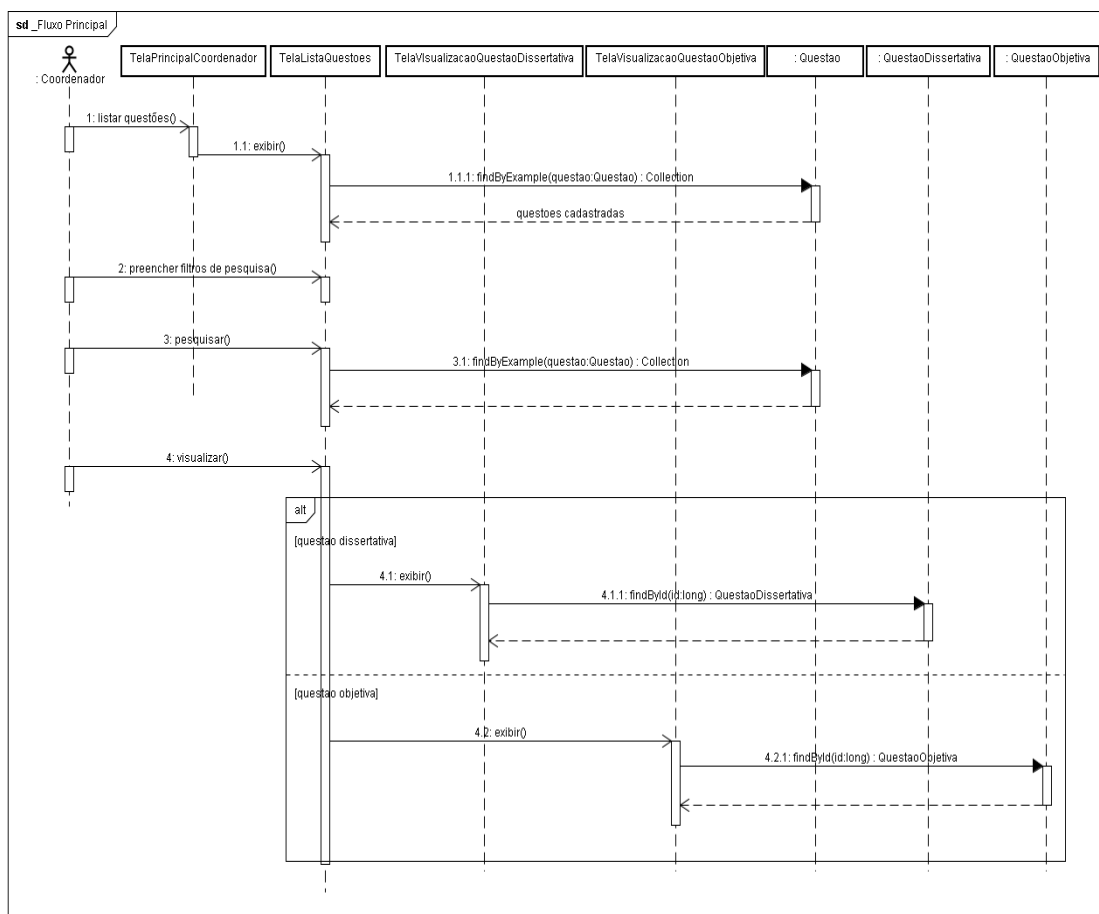 sd _Fluxo Principal
: Coordenador
TelaPrincipalCoordenador
TelaListaQuestoes
TelaVIsualizacaoQuestaoDissertativa
TelaVisualizacaoQuestaoObjetiva
: Questao
: QuestaoDissertativa
: QuestaoObjetiva
1: listar questões()
1.1: exibir()
1.1.1: findByExample(questao:Questao) : Collection
questoes cadastradas
2: preencher filtros de pesquisa()
3: pesquisar()
3.1: findByExample(questao:Questao) : Collection
4: visualizar()
alt
[questao dissertativa]
4.1: exibir()
4.1.1: findById(id:long) : QuestaoDissertativa
[questao objetiva]
4.2: exibir()
4.2.1: findById(id:long) : QuestaoObjetiva